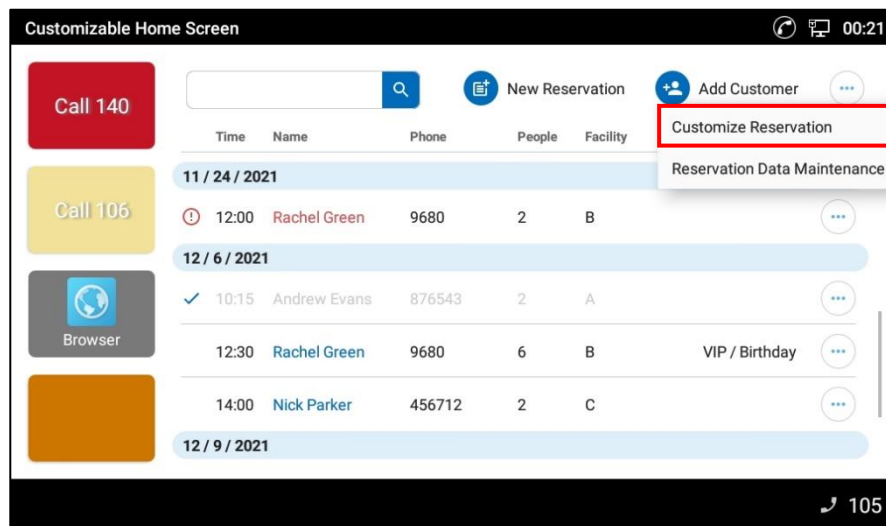 Customizable Home Screen 00:21
Call 140
New Reservation Add Customer
Customize Reservation
Reservation Data Maintenance
Time Name Phone People Facility
11 / 24 / 2021
Call 106
12:00 Rachel Green 9680 2 B
12 / 6 / 2021
10:15 Andrew Evans 876543 2 A
Browser
12:30 Rachel Green 9680 6 B VIP / Birthday
14:00 Nick Parker 456712 2 C
12 / 9 / 2021
105